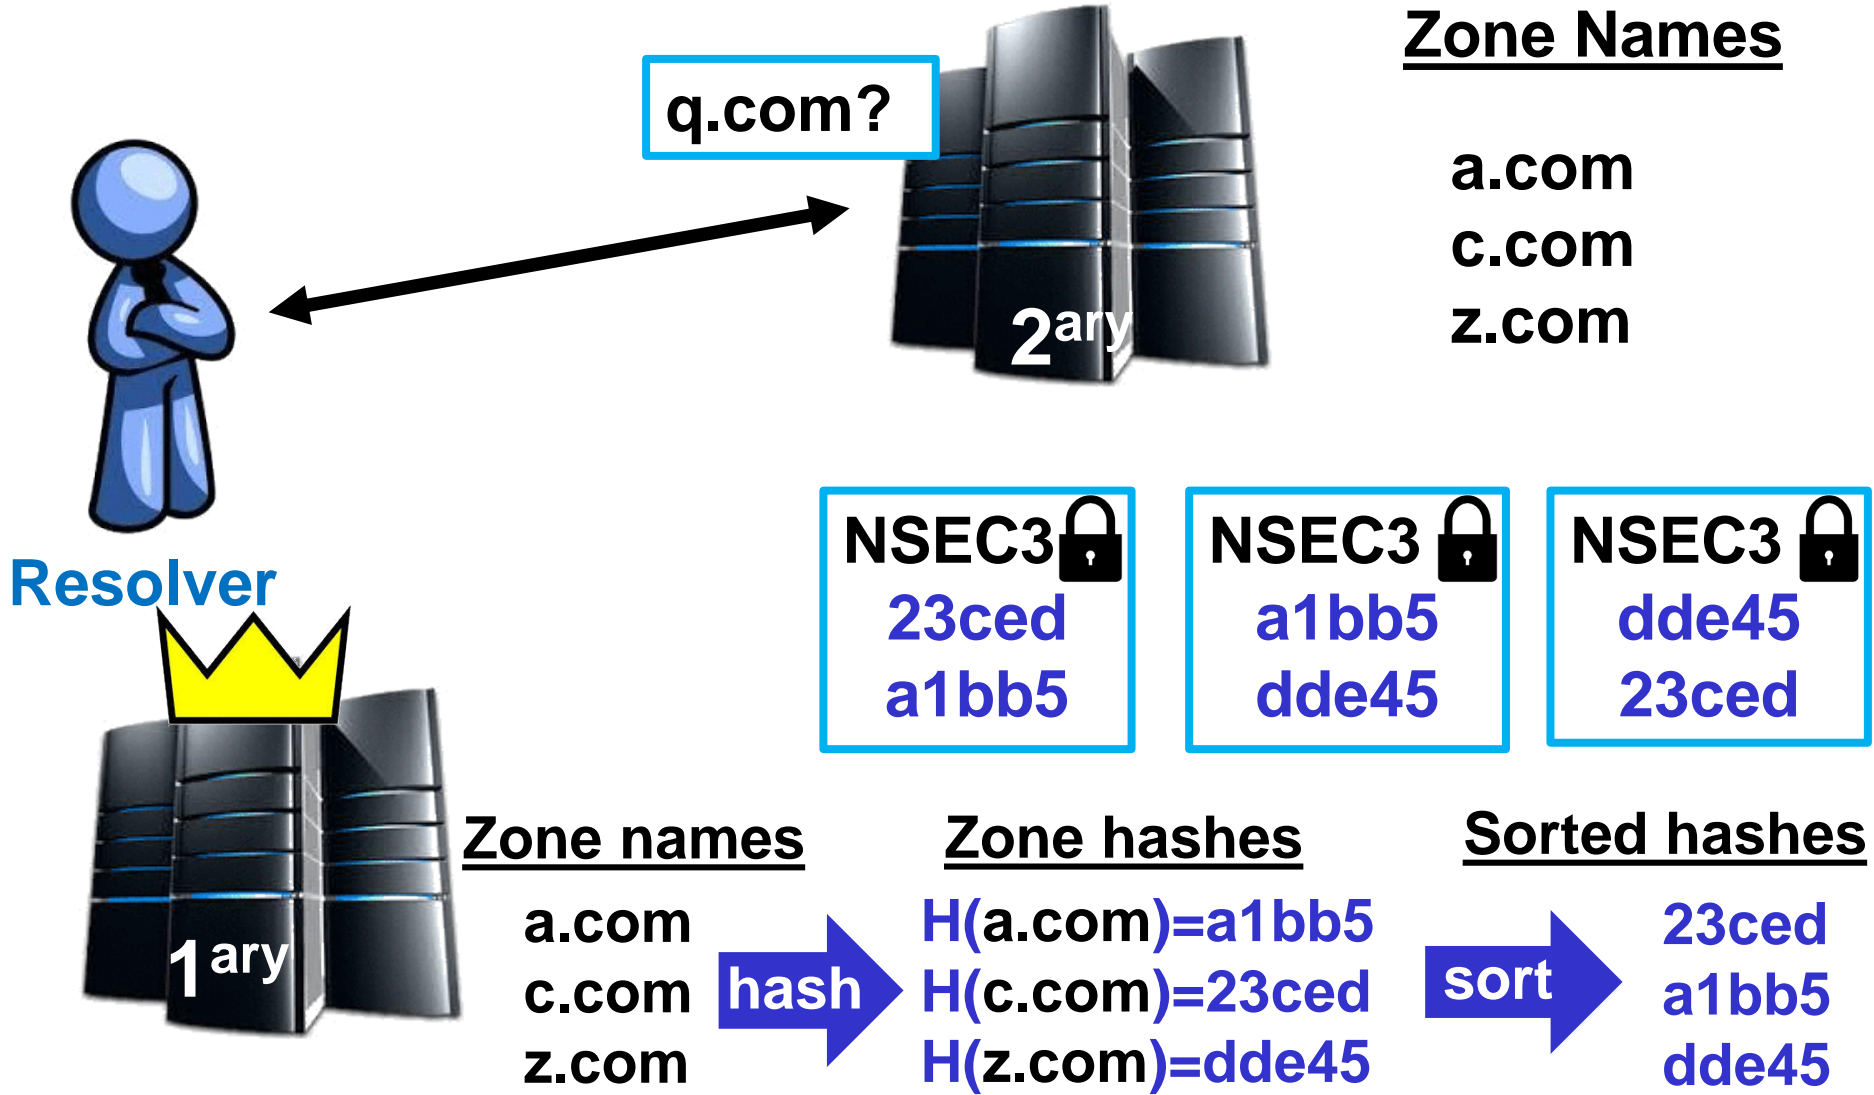 Zone Names
q.com?
a.com
c.com
z.com
2ary
Resolver
NSEC3
23ced
a1bb5
NSEC3
a1bb5
dde45
NSEC3
dde45
23ced
1ary
Zone names
a.com
c.com
z.com
hash
Zone hashes
H(a.com)=a1bb5
H(c.com)=23ced
H(z.com)=dde45
sort
Sorted hashes
23ced
a1bb5
dde45